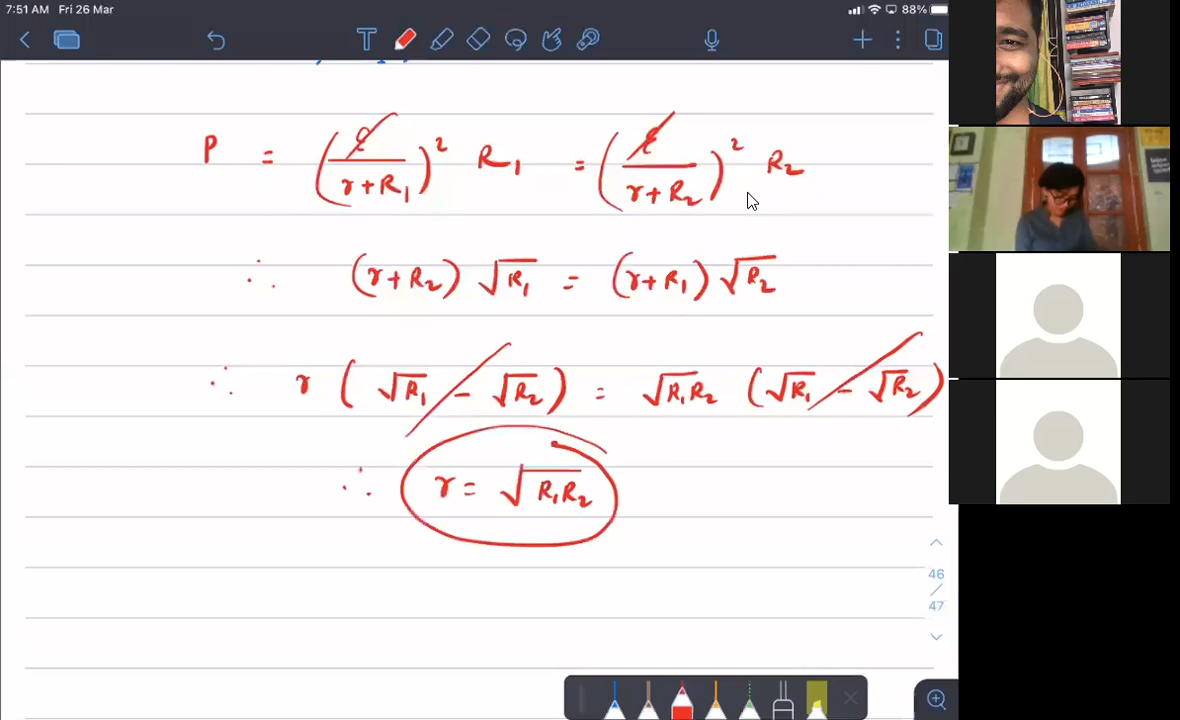 7:51 AM Fri 26 Mar
88%
P = (ε/(r+R₁))² R₁ = (ε/(r+R₂))² R₂
∴ (r+R₂) √R₁ = (r+R₁) √R₂
∴ r (√R₁ – √R₂) = √R₁R₂ (√R₁ – √R₂)
∴ r = √R₁R₂
46
/
47